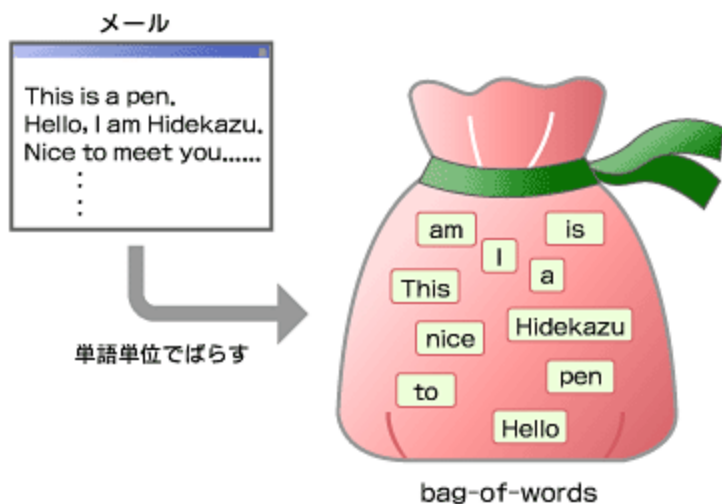 メール
This is a pen.
Hello, I am Hidekazu.
Nice to meet you......
単語単位でばらす
am
is
I
a
This
Hidekazu
nice
pen
to
Hello
bag-of-words